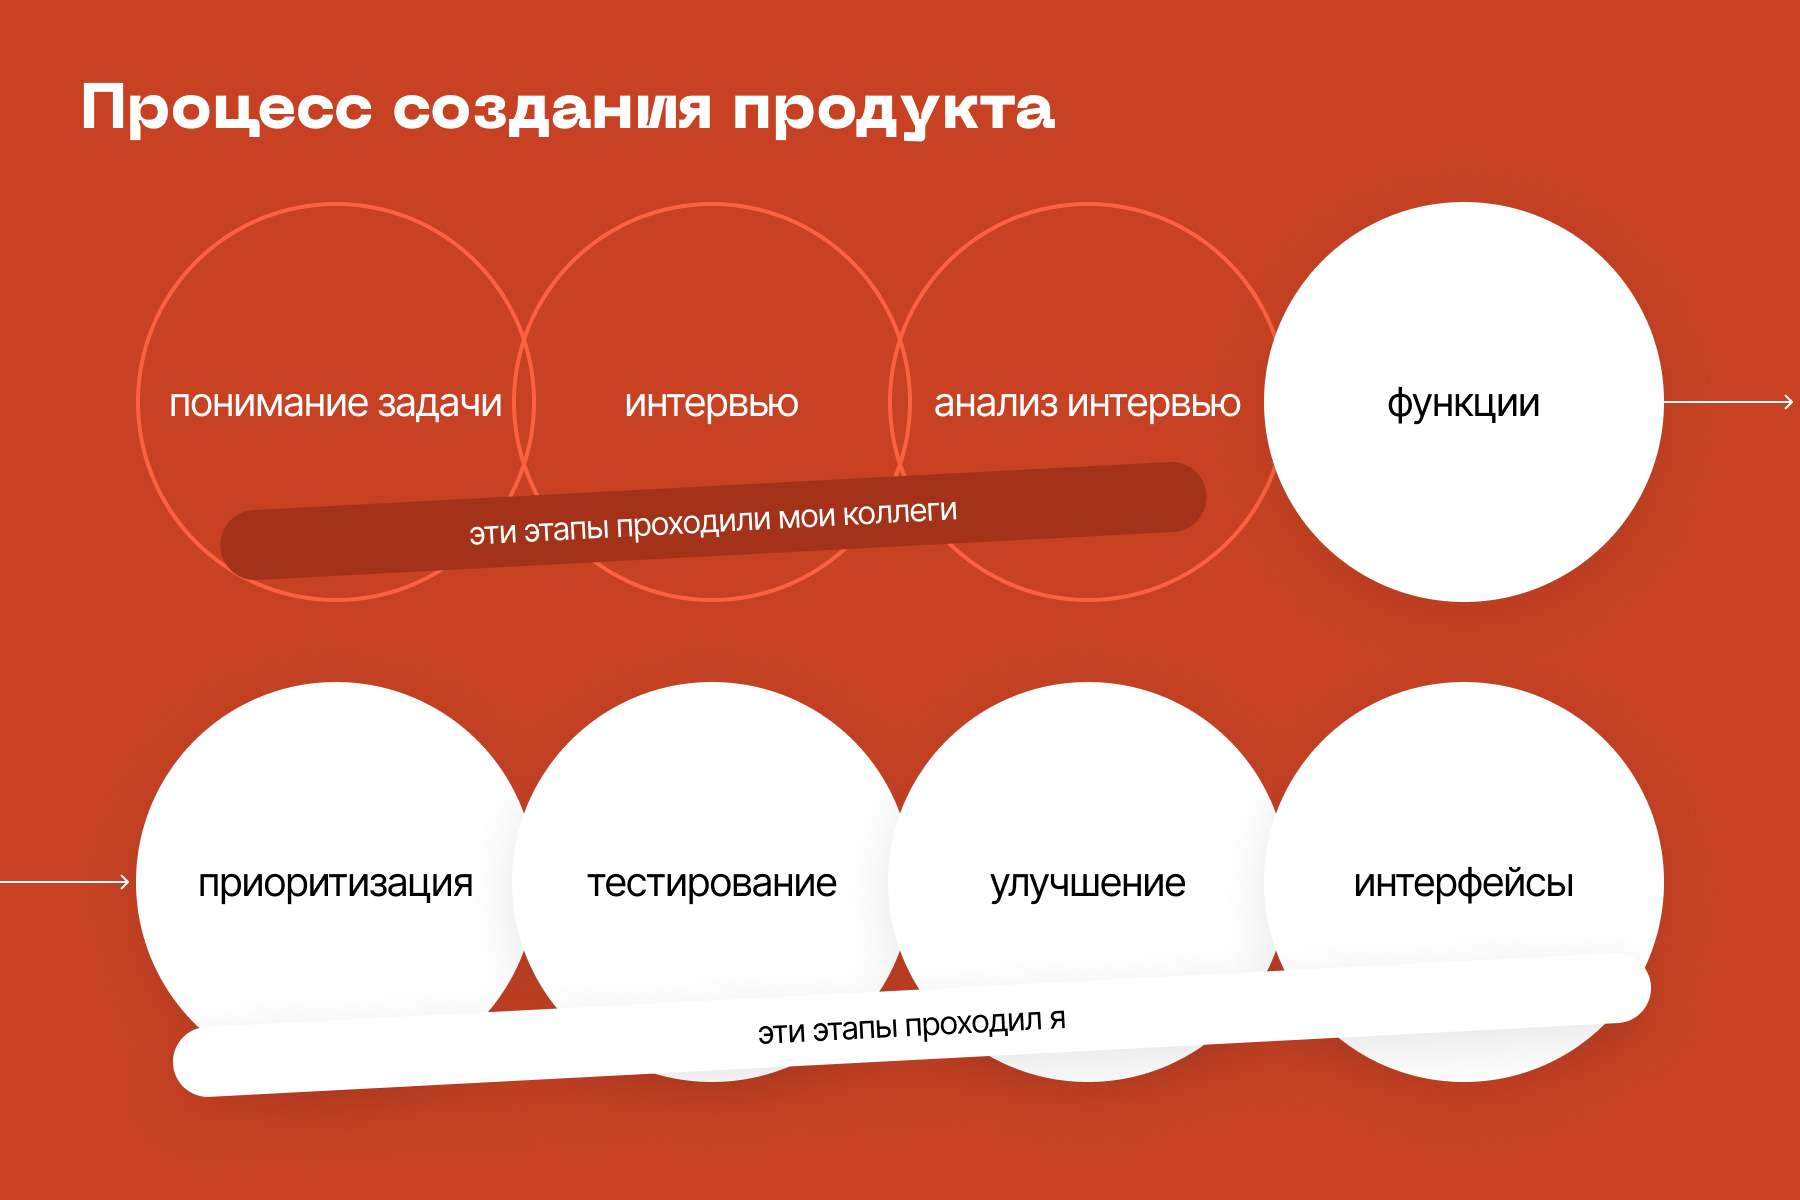 Процесс создания продукта
понимание задачи
интервью
анализ интервью
функции
эти этапы проходили мои коллеги
приоритизация
тестирование
улучшение
интерфейсы
эти этапы проходил я